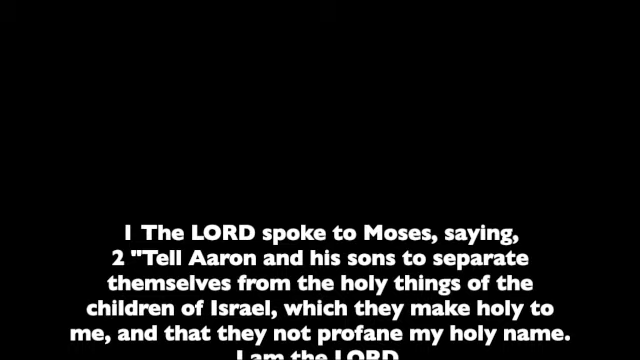 1 The LORD spoke to Moses, saying,
2 "Tell Aaron and his sons to separate
themselves from the holy things of the
children of Israel, which they make holy to
me, and that they not profane my holy name.
I am the LORD